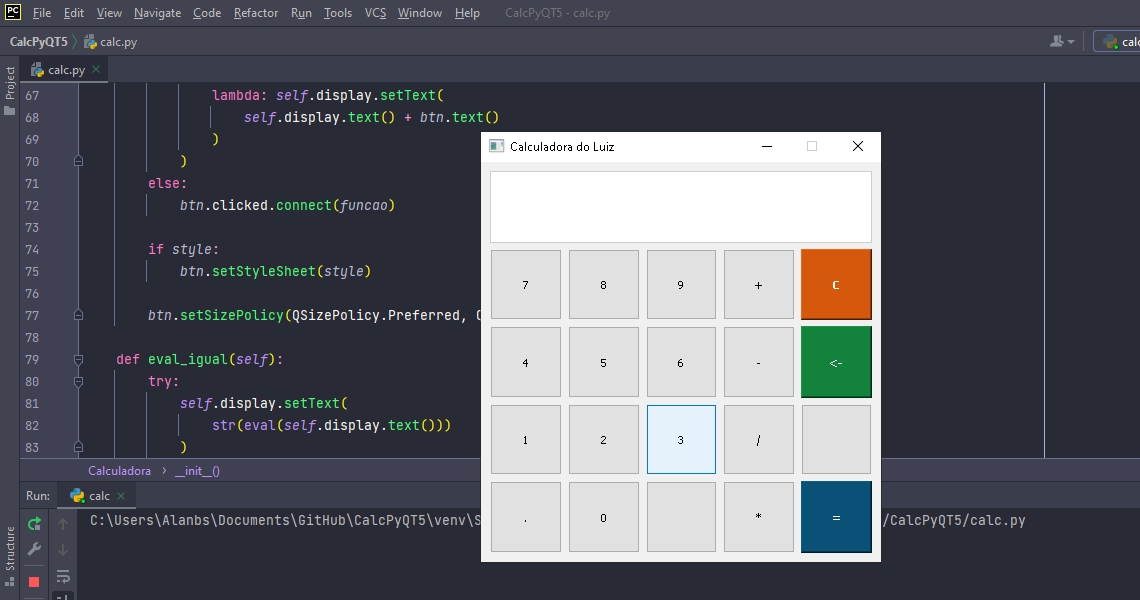 PC File Edit View Navigate Code Refactor Run Tools VCS Window Help CalcPyQT5 - calc.py
CalcPyQT5 calc.py
calc.py
Project
67 lambda: self.display.setText(
68 self.display.text() + btn.text()
69 )
70 )
71 else:
72 btn.clicked.connect(funcao)
73
74 if style:
75 btn.setStyleSheet(style)
76
77 btn.setSizePolicy(QSizePolicy.Preferred,
78
79 def eval_igual(self):
80 try:
81 self.display.setText(
82 str(eval(self.display.text()))
83 )
Calculadora __init__()
Calculadora do Luiz
7 8 9 + C
4 5 6 - <-
1 2 3 /
. 0 * =
Run: calc
C:\Users\Alanbs\Documents\GitHub\CalcPyQT5\venv\S /CalcPyQT5/calc.py
Structure